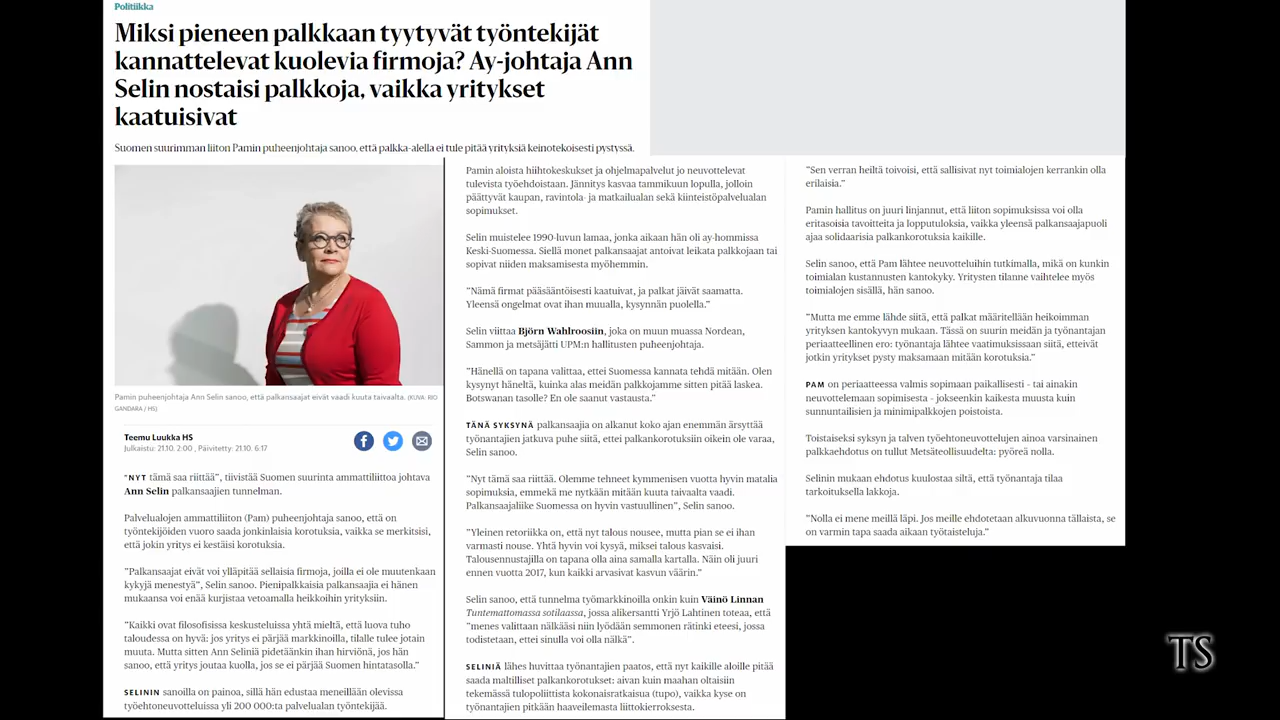 Politiikka
Miksi pieneen palkkaan tyytyvät työntekijät
kannattelevat kuolevia firmoja? Ay-johtaja Ann
Selin nostaisi palkkoja, vaikka yritykset
kaatuisivat
Suomen suurimman liiton Pamin puheenjohtaja sanoo, että palkka-alella ei tule pitää yrityksiä keinotekoisesti pystyssä.
Pamin puheenjohtaja Ann Selin sanoo, että palkansaajat eivät vaadi kuuta taivaalta. (KUVA: RIO
GANDARA / HS)
Teemu Luukka HS
Julkaistu: 21.10. 2:00 , Päivitetty: 21.10. 6:17
"NYT tämä saa riittää", tiivistää Suomen suurinta ammattiliittoa johtava
Ann Selin palkansaajien tunnelman.
Palvelualojen ammattiliiton (Pam) puheenjohtaja sanoo, että on
työntekijöiden vuoro saada jonkinlaisia korotuksia, vaikka se merkitsisi,
että jokin yritys ei kestäisi korotuksia.
"Palkansaajat eivät voi ylläpitää sellaisia firmoja, joilla ei ole muutenkaan
kykyjä menestyä", Selin sanoo. Pienipalkkaisia palkansaajia ei hänen
mukaansa voi enää kurjistaa vetoamalla heikkoihin yrityksiin.
"Kaikki ovat filosofisissa keskusteluissa yhtä mieltä, että luova tuho
taloudessa on hyvä: jos yritys ei pärjää markkinoilla, tilalle tulee jotain
muuta. Mutta sitten Ann Seliniä pidetäänkin ihan hirviönä, jos hän
sanoo, että yritys joutaa kuolla, jos se ei pärjää Suomen hintatasolla."
SELININ sanoilla on painoa, sillä hän edustaa meneillään olevissa
työehtoneuvotteluissa yli 200 000:ta palvelualan työntekijää.
Pamin aloista hiihtokeskukset ja ohjelmapalvelut jo neuvottelevat
tulevista työehdoistaan. Jännitys kasvaa tammikuun lopulla, jolloin
päättyvät kaupan, ravintola- ja matkailualan sekä kiinteistöpalvelualan
sopimukset.
Selin muistelee 1990-luvun lamaa, jonka aikaan hän oli ay-hommissa
Keski-Suomessa. Siellä monet palkansaajat antoivat leikata palkkojaan tai
sopivat niiden maksamisesta myöhemmin.
"Nämä firmat pääsääntöisesti kaatuivat, ja palkat jäivät saamatta.
Yleensä ongelmat ovat ihan muualla, kysynnän puolella."
Selin viittaa Björn Wahlroosiin, joka on muun muassa Nordean,
Sammon ja metsäjätti UPM:n hallitusten puheenjohtaja.
"Hänellä on tapana valittaa, ettei Suomessa kannata tehdä mitään. Olen
kysynyt häneltä, kuinka alas meidän palkkojamme sitten pitää laskea.
Botswanan tasolle? En ole saanut vastausta."
TÄNÄ SYKSYNÄ palkansaajia on alkanut koko ajan enemmän ärsyttää
työnantajien jatkuva puhe siitä, ettei palkankorotuksiin oikein ole varaa,
Selin sanoo.
"Nyt tämä saa riittää. Olemme tehneet kymmenisen vuotta hyvin matalia
sopimuksia, emmekä me nytkään mitään kuuta taivaalta vaadi.
Palkansaajaliike Suomessa on hyvin vastuullinen", Selin sanoo.
"Yleinen retoriikka on, että nyt talous nousee, mutta pian se ei ihan
varmasti nouse. Yhtä hyvin voi kysyä, miksei talous kasvaisi.
Talousennustajilla on tapana olla aina samalla kartalla. Näin oli juuri
ennen vuotta 2017, kun kaikki arvasivat kasvun väärin."
Selin sanoo, että tunnelma työmarkkinoilla onkin kuin Väinö Linnan
Tuntemattomassa sotilaassa, jossa alikersantti Yrjö Lahtinen toteaa, että
"menes valittaan nälkääsi niin lyödään semmonen rätinki eteesi, jossa
todistetaan, ettei sinulla voi olla nälkä".
SELINIÄ lähes huvittaa työnantajien paatos, että nyt kaikille aloille pitää
saada maltilliset palkankorotukset: aivan kuin maahan oltaisiin
tekemässä tulopoliittista kokonaisratkaisua (tupo), vaikka kyse on
työnantajien pitkään haaveilemasta liittokierroksesta.
"Sen verran heiltä toivoisi, että sallisivat nyt toimialojen kerrankin olla
erilaisia."
Pamin hallitus on juuri linjannut, että liiton sopimuksissa voi olla
eritasoisia tavoitteita ja lopputuloksia, vaikka yleensä palkansaajapuoli
ajaa solidaarisia palkankorotuksia kaikille.
Selin sanoo, että Pam lähtee neuvotteluihin tutkimalla, mikä on kunkin
toimialan kustannusten kantokyky. Yritysten tilanne vaihtelee myös
toimialojen sisällä, hän sanoo.
"Mutta me emme lähde siitä, että palkat määritellään heikoimman
yrityksen kantokyvyn mukaan. Tässä on suurin meidän ja työnantajan
periaatteellinen ero: työnantaja lähtee vaatimuksissaan siitä, etteivät
jotkin yritykset pysty maksamaan mitään korotuksia."
PAM on periaatteessa valmis sopimaan paikallisesti – tai ainakin
neuvottelemaan sopimisesta – jokseenkin kaikesta muusta kuin
sunnuntailisien ja minimipalkkojen poistoista.
Toistaiseksi syksyn ja talven työehtoneuvottelujen ainoa varsinainen
palkkaehdotus on tullut Metsäteollisuudelta: pyöreä nolla.
Selinin mukaan ehdotus kuulostaa siltä, että työnantaja tilaa
tarkoituksella lakkoja.
"Nolla ei mene meillä läpi. Jos meille ehdotetaan alkuvuonna tällaista, se
on varmin tapa saada aikaan työtaisteluja."
TS